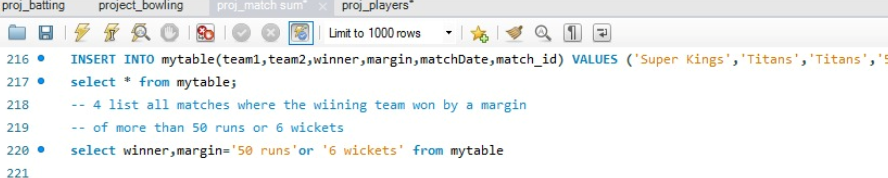 proj_batting project_bowling proj_match sum* proj_players*
Limit to 1000 rows
216 INSERT INTO mytable(team1,team2,winner,margin,matchDate,match_id) VALUES ('Super Kings','Titans','Titans','5
217 select * from mytable;
218 -- 4 list all matches where the wiining team won by a margin
219 -- of more than 50 runs or 6 wickets
220 select winner,margin='50 runs'or '6 wickets' from mytable
221